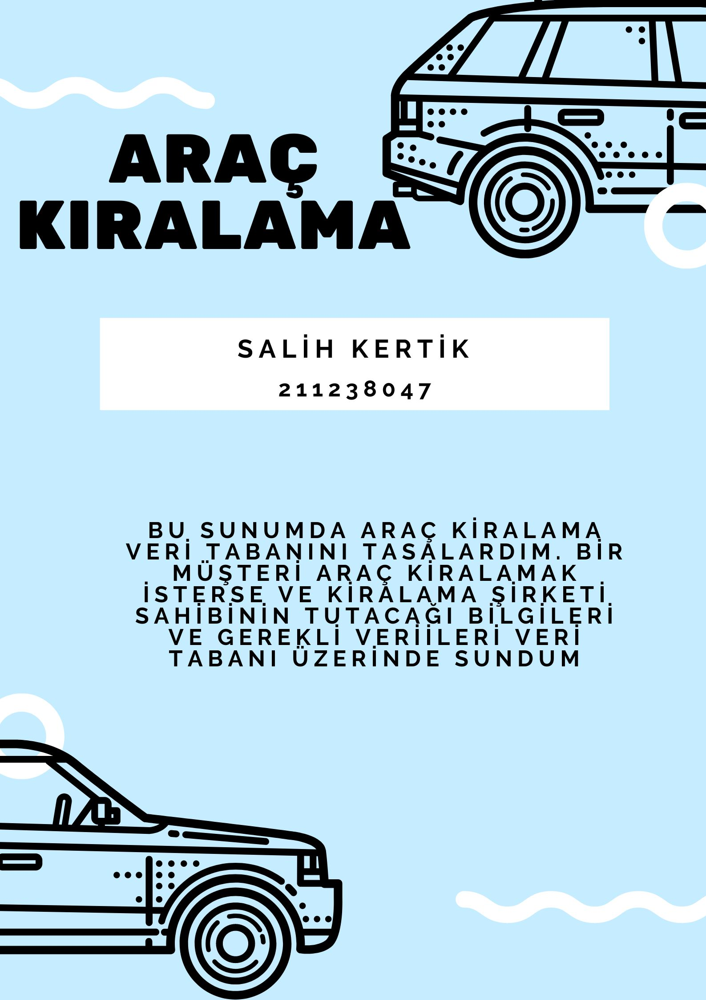 ARAÇ
KIRALAMA
SALİH KERTİK
211238047
BU SUNUMDA ARAÇ KİRALAMA
VERİ TABANINI TASALARDIM. BİR
MÜŞTERİ ARAÇ KİRALAMAK
İSTERSE VE KİRALAMA ŞİRKETİ
SAHİBİNİN TUTACAĞI BİLGİLERİ
VE GEREKLİ VERİİLERİ VERİ
TABANI ÜZERİNDE SUNDUM